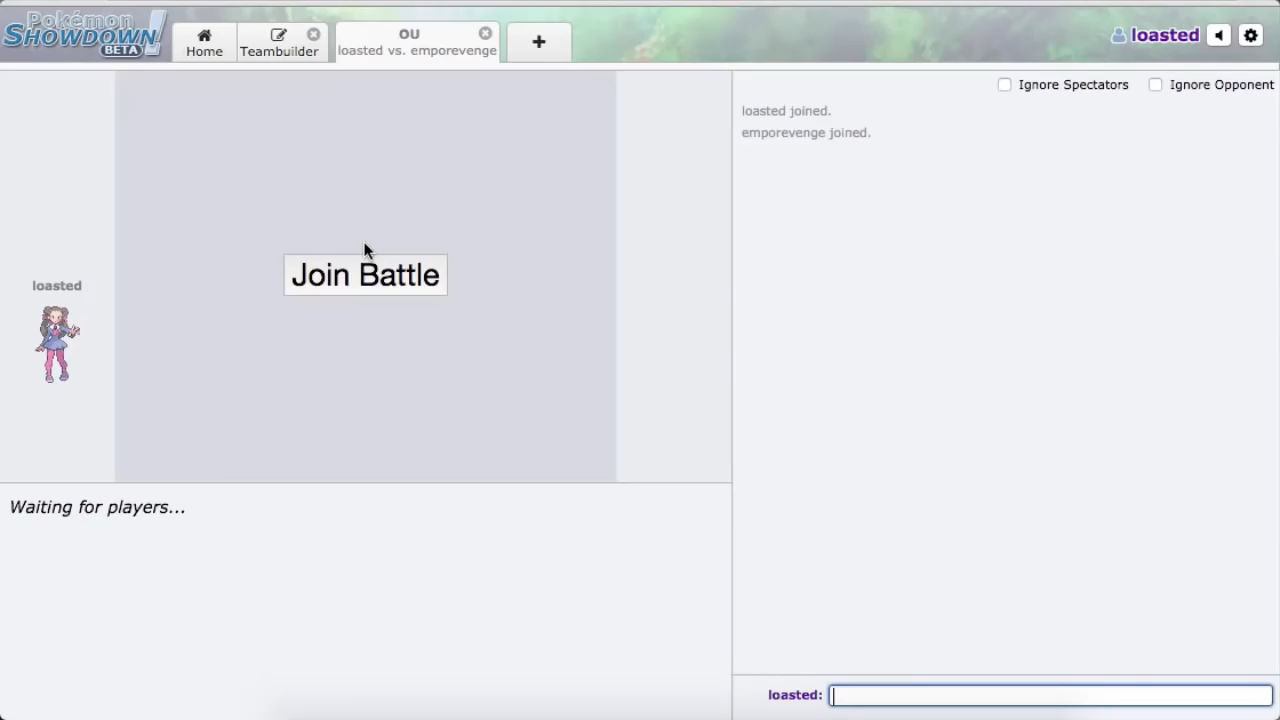 Pokémon
SHOWDOWN!
BETA
Home
Teambuilder
OU
loasted vs. emporevenge
+
loasted
Ignore Spectators
Ignore Opponent
loasted joined.
emporevenge joined.
loasted
Join Battle
Waiting for players...
loasted: